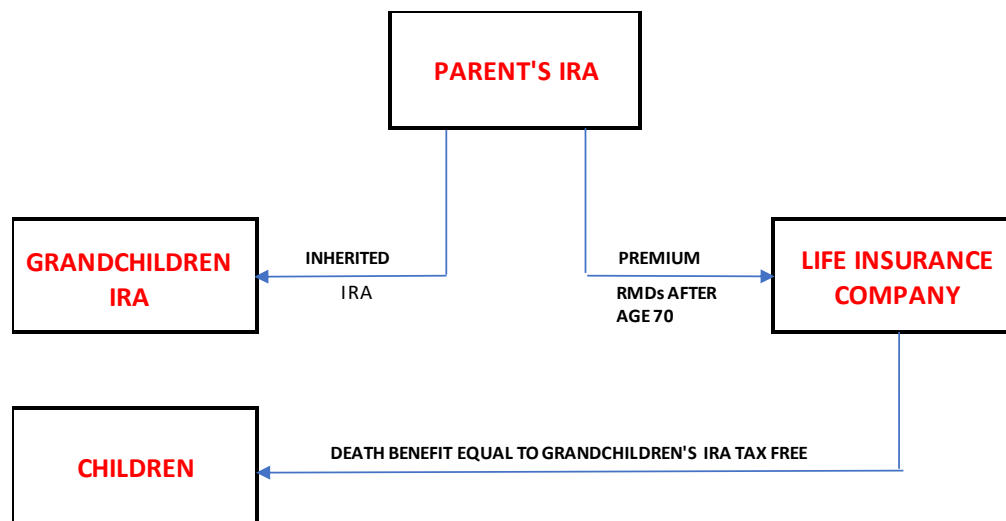 PARENT'S IRA
GRANDCHILDREN
IRA
INHERITED
IRA
PREMIUM
RMDs AFTER
AGE 70
LIFE INSURANCE
COMPANY
CHILDREN
DEATH BENEFIT EQUAL TO GRANDCHILDREN'S IRA TAX FREE